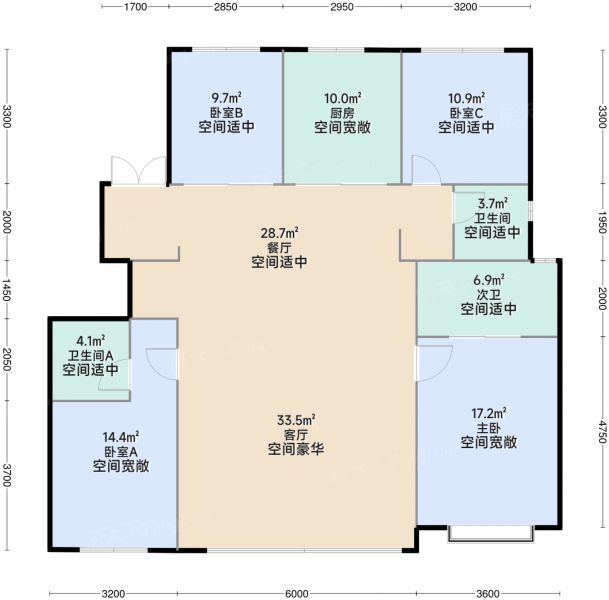 1700
2850
2950
3200
3300
2000
1450
2050
3700
3300
1950
2000
4750
9.7㎡
卧室B
空间适中
10.0㎡
厨房
空间宽敞
10.9㎡
卧室C
空间适中
3.7㎡
卫生间
空间适中
28.7㎡
餐厅
空间适中
6.9㎡
次卫
空间适中
4.1㎡
卫生间A
空间适中
14.4㎡
卧室A
空间宽敞
33.5㎡
客厅
空间豪华
17.2㎡
主卧
空间宽敞
3200
6000
3600